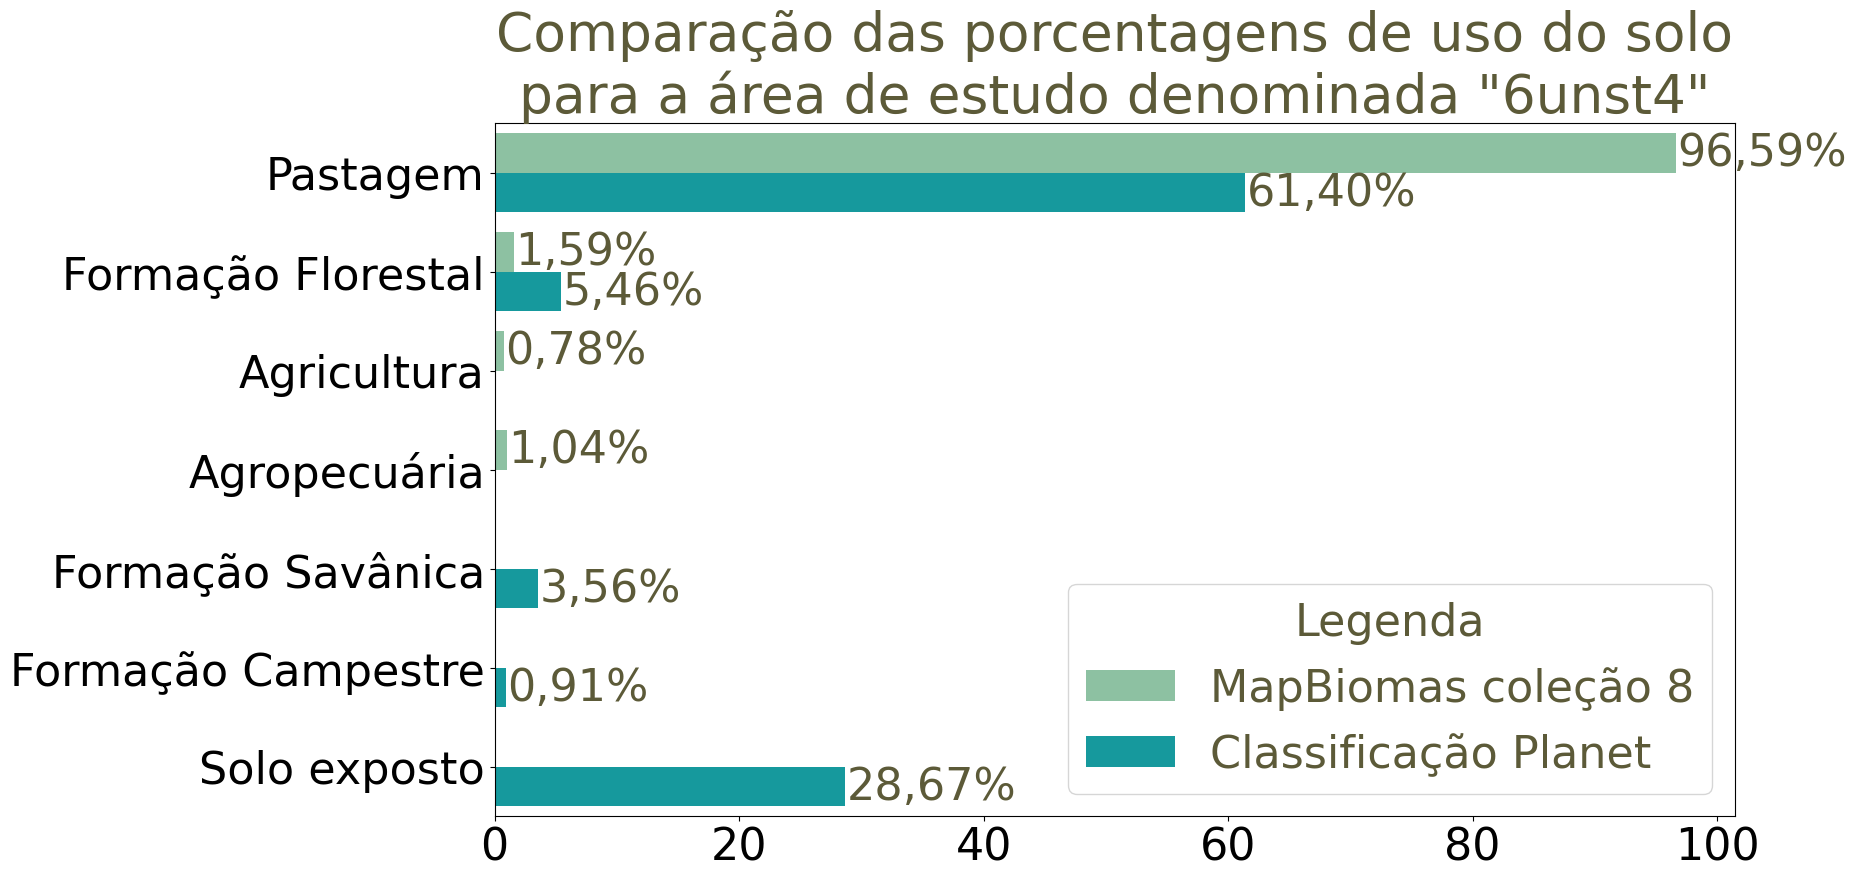 Comparação das porcentagens de uso do solo
para a área de estudo denominada "6unst4"
Pastagem
96,59%
61,40%
Formação Florestal
1,59%
5,46%
Agricultura
0,78%
Agropecuária
1,04%
Formação Savânica
3,56%
Formação Campestre
0,91%
Solo exposto
28,67%
Legenda
MapBiomas coleção 8
Classificação Planet
0 20 40 60 80 100